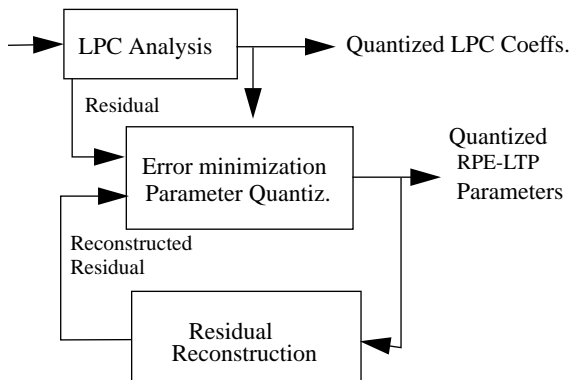 LPC Analysis
Quantized LPC Coeffs.
Residual
Error minimization
Parameter Quantiz.
Quantized
RPE-LTP
Parameters
Reconstructed
Residual
Residual
Reconstruction